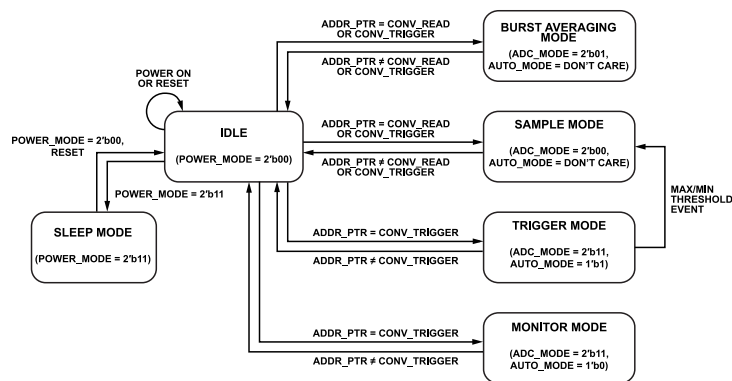 ADDR_PTR = CONV_READ
OR CONV_TRIGGER
ADDR_PTR ≠ CONV_READ
OR CONV_TRIGGER
BURST AVERAGING
MODE
(ADC_MODE = 2'b01,
AUTO_MODE = DON'T CARE)
POWER ON
OR RESET
IDLE
(POWER_MODE = 2'b00)
ADDR_PTR = CONV_READ
OR CONV_TRIGGER
ADDR_PTR ≠ CONV_READ
OR CONV_TRIGGER
SAMPLE MODE
(ADC_MODE = 2'b00,
AUTO_MODE = DON'T CARE)
POWER_MODE = 2'b00,
RESET
POWER_MODE = 2'b11
SLEEP MODE
(POWER_MODE = 2'b11)
MAX/MIN
THRESHOLD
EVENT
ADDR_PTR = CONV_TRIGGER
ADDR_PTR ≠ CONV_TRIGGER
TRIGGER MODE
(ADC_MODE = 2'b11,
AUTO_MODE = 1'b1)
ADDR_PTR = CONV_TRIGGER
ADDR_PTR ≠ CONV_TRIGGER
MONITOR MODE
(ADC_MODE = 2'b11,
AUTO_MODE = 1'b0)